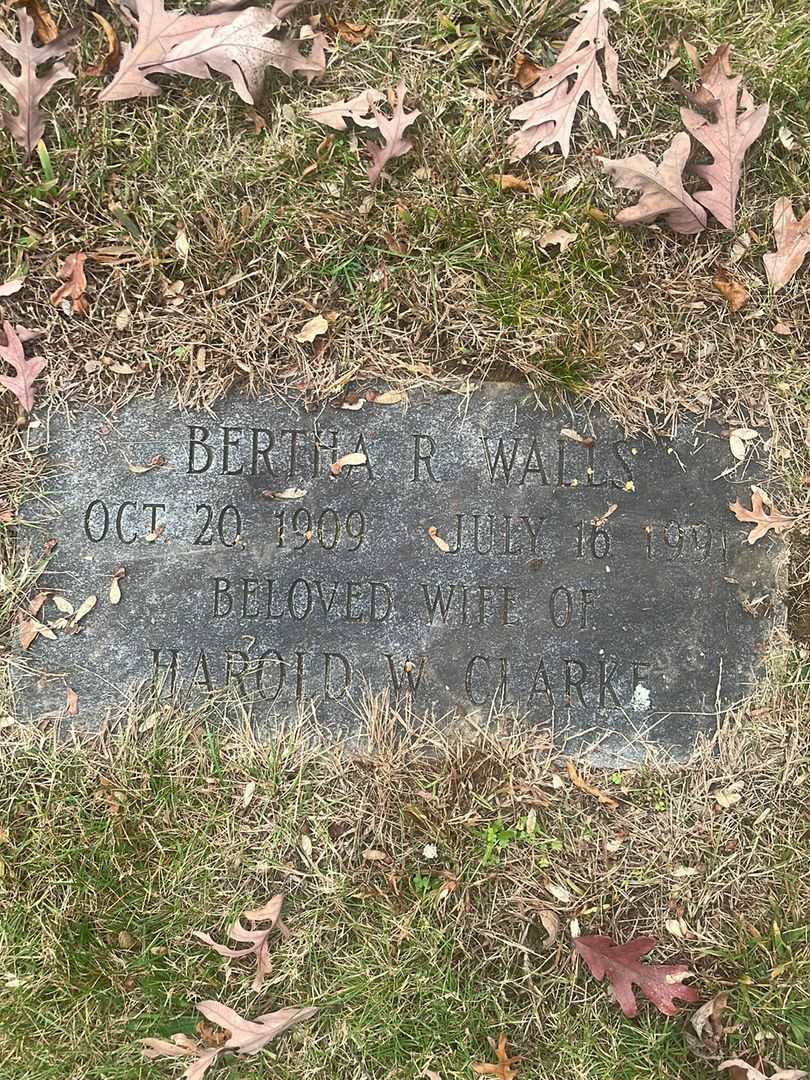 BERTHA R WALLS
OCT 20 1909 JULY 16 1991
BELOVED WIFE OF
HAROLD W CLARKE